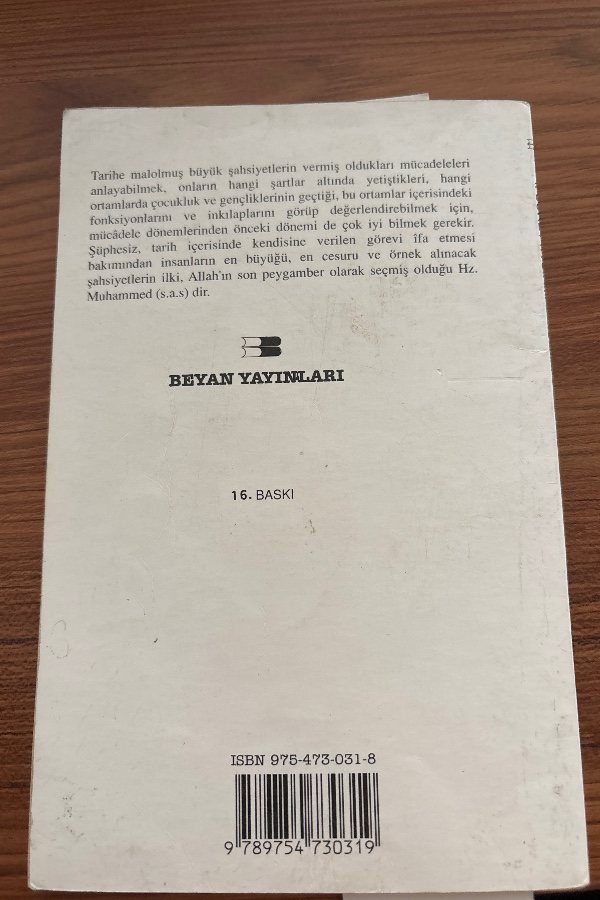 Tarihe malolmuş büyük şahsiyetlerin vermiş oldukları mücadeleleri
anlayabilmek, onların hangi şartlar altında yetiştikleri, hangi
ortamlarda çocukluk ve gençliklerinin geçtiği, bu ortamlar içerisindeki
fonksiyonlarını ve inkılaplarını görüp değerlendirebilmek için,
mücâdele dönemlerinden önceki dönemi de çok iyi bilmek gerekir.
Şüphesiz, tarih içerisinde kendisine verilen görevi îfa etmesi
bakımından insanların en büyüğü, en cesuru ve örnek alınacak
şahsiyetlerin ilki, Allah'ın son peygamber olarak seçmiş olduğu Hz.
Muhammed (s.a.s) dir.
BEYAN YAYINLARI
16. BASKI
ISBN 975-473-031-8
9 789754 730319